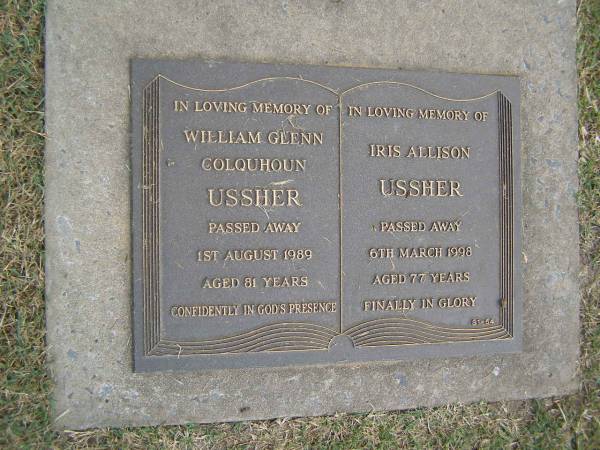 IN LOVING MEMORY OF
WILLIAM GLENN
COLQUHOUN
USSHER
PASSED AWAY
1ST AUGUST 1989
AGED 81 YEARS
CONFIDENTLY IN GOD'S PRESENCE
IN LOVING MEMORY OF
IRIS ALLISON
USSHER
PASSED AWAY
6TH MARCH 1998
AGED 77 YEARS
FINALLY IN GLORY